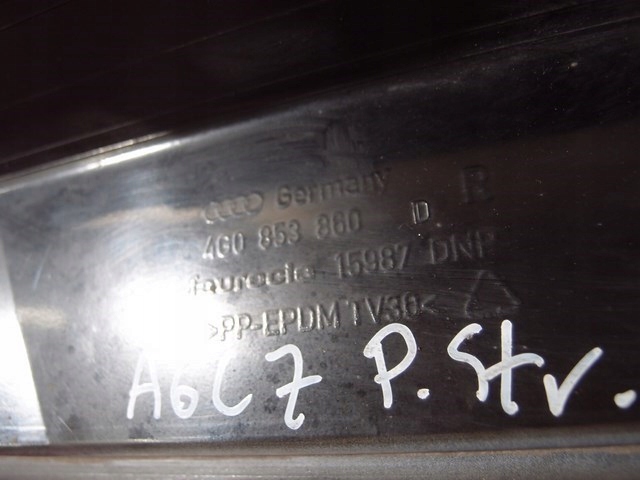 Germany R
4G0 853 860 D
faurecia 15987 DNP
>PP-EPDM TV30<
A6C7 P. Str.